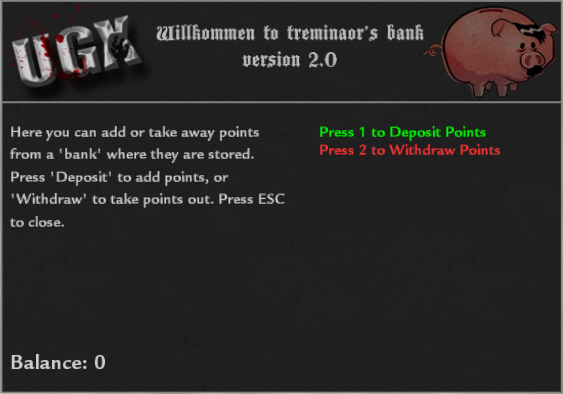 UGX
Willkommen to treminaor's bank
version 2.0
Here you can add or take away points
from a 'bank' where they are stored.
Press 'Deposit' to add points, or
'Withdraw' to take points out. Press ESC
to close.
Press 1 to Deposit Points
Press 2 to Withdraw Points
Balance: 0